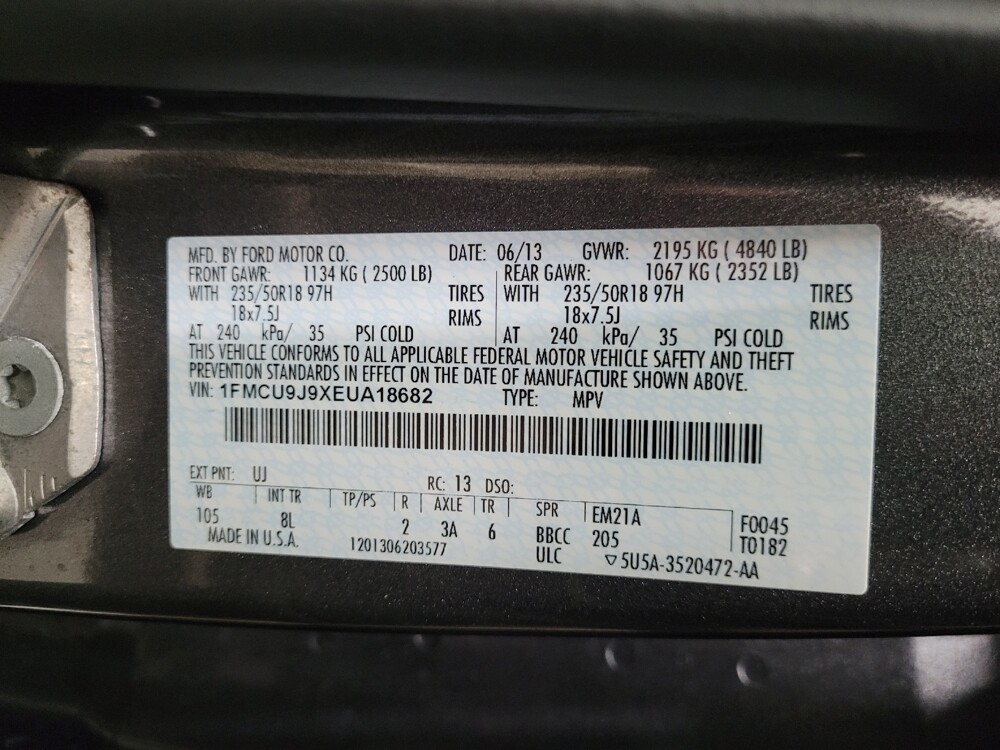 MFD. BY FORD MOTOR CO. DATE: 06/13 GVWR: 2195 KG ( 4840 LB)
FRONT GAWR: 1134 KG ( 2500 LB) REAR GAWR: 1067 KG ( 2352 LB)
WITH 235/50R18 97H TIRES WITH 235/50R18 97H TIRES
18x7.5J RIMS 18x7.5J RIMS
AT 240 kPa/ 35 PSI COLD AT 240 kPa/ 35 PSI COLD
THIS VEHICLE CONFORMS TO ALL APPLICABLE FEDERAL MOTOR VEHICLE SAFETY AND THEFT
PREVENTION STANDARDS IN EFFECT ON THE DATE OF MANUFACTURE SHOWN ABOVE.
VIN: 1FMCU9J9XEUA18682 TYPE: MPV
EXT PNT: UJ RC: 13 DSO:
WB INT TR TP/PS R AXLE TR SPR EM21A F0045
105 8L 2 3A 6 BBCC 205 T0182
MADE IN U.S.A. 1201306203577 ULC ▽5U5A-3520472-AA